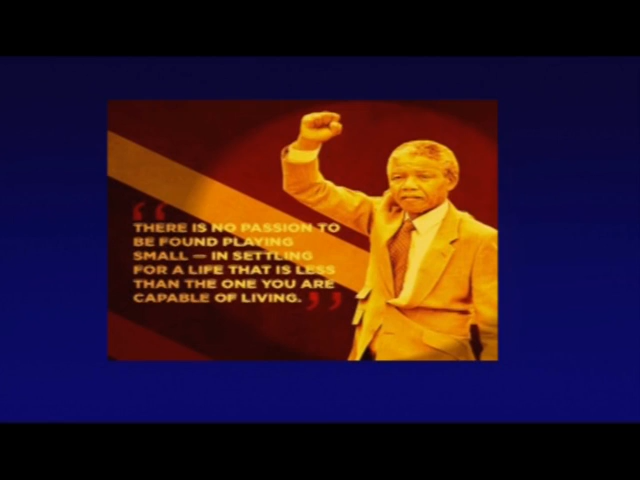 “
THERE IS NO PASSION TO
BE FOUND PLAYING
SMALL — IN SETTLING
FOR A LIFE THAT IS LESS
THAN THE ONE YOU ARE
CAPABLE OF LIVING. ”